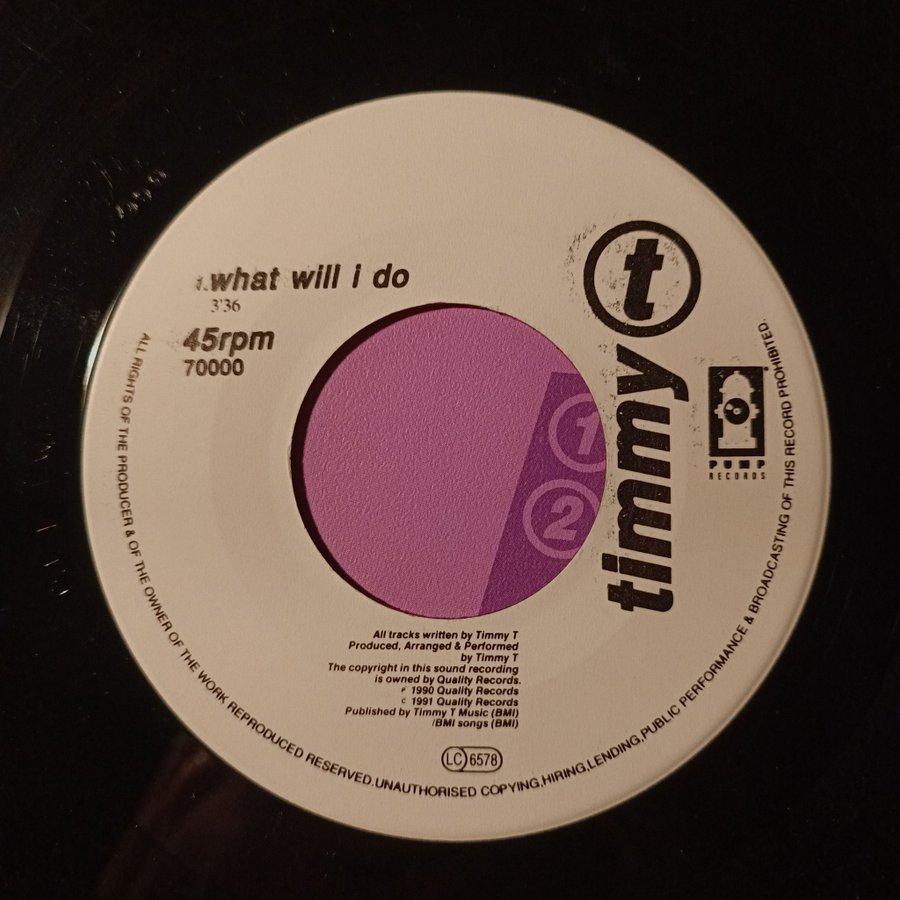 1. what will i do
3'36
45rpm
70000
timmy t
PUMP
RECORDS
1
2
All tracks written by Timmy T
Produced, Arranged & Performed
by Timmy T
The copyright in this sound recording
is owned by Quality Records.
℗ 1990 Quality Records
© 1991 Quality Records
Published by Timmy T Music (BMI)
/BMI songs (BMI)
LC 6578
ALL RIGHTS OF THE PRODUCER & OF THE OWNER OF THE WORK REPRODUCED RESERVED. UNAUTHORISED COPYING, HIRING, LENDING, PUBLIC PERFORMANCE & BROADCASTING OF THIS RECORD PROHIBITED.